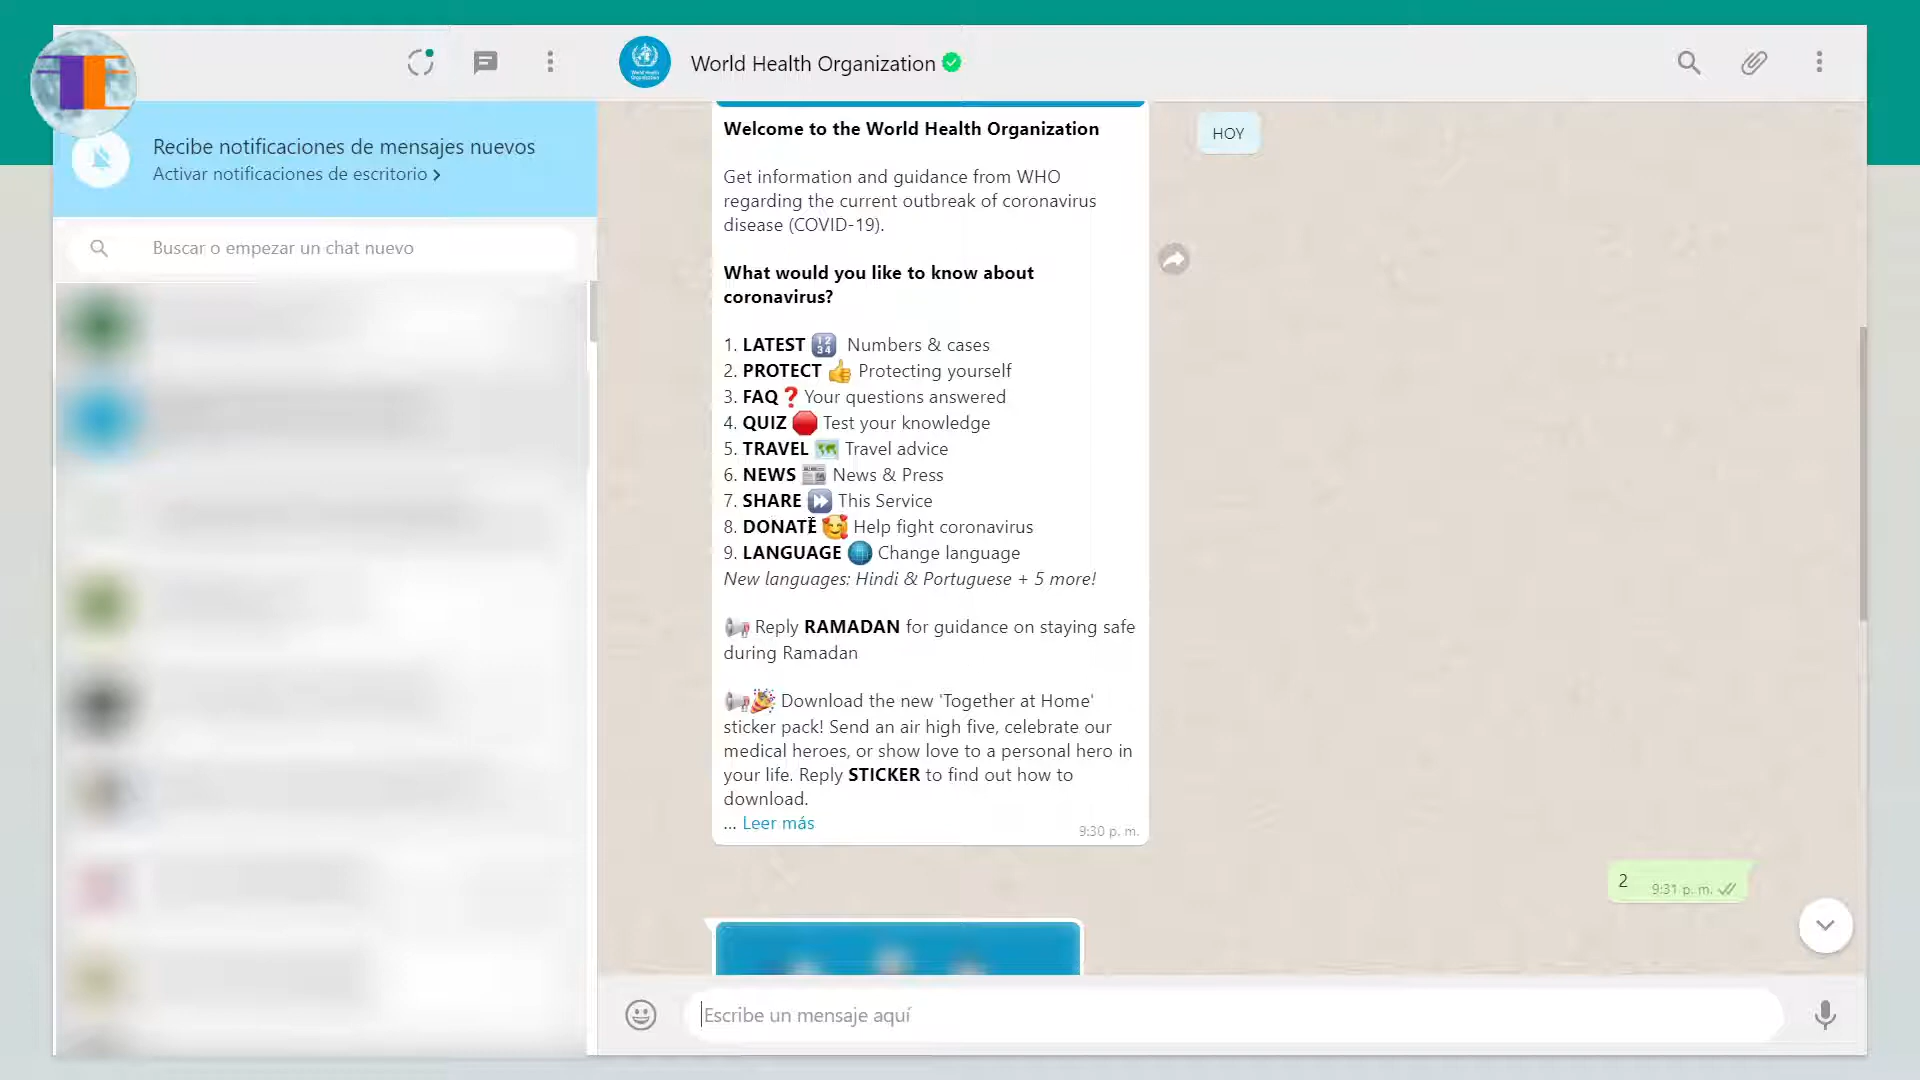 World Health Organization
Recibe notificaciones de mensajes nuevos
Activar notificaciones de escritorio >
Buscar o empezar un chat nuevo
HOY
Welcome to the World Health Organization
Get information and guidance from WHO
regarding the current outbreak of coronavirus
disease (COVID-19).
What would you like to know about
coronavirus?
1. LATEST 🔢 Numbers & cases
2. PROTECT 👍 Protecting yourself
3. FAQ ❓ Your questions answered
4. QUIZ 🛑 Test your knowledge
5. TRAVEL 🗺️ Travel advice
6. NEWS 📰 News & Press
7. SHARE ⏩ This Service
8. DONATE 🥰 Help fight coronavirus
9. LANGUAGE 🌐 Change language
New languages: Hindi & Portuguese + 5 more!
📢 Reply RAMADAN for guidance on staying safe
during Ramadan
📢🎉 Download the new 'Together at Home'
sticker pack! Send an air high five, celebrate our
medical heroes, or show love to a personal hero in
your life. Reply STICKER to find out how to
download.
... Leer más
9:30 p. m.
2 9:31 p. m.
Escribe un mensaje aquí